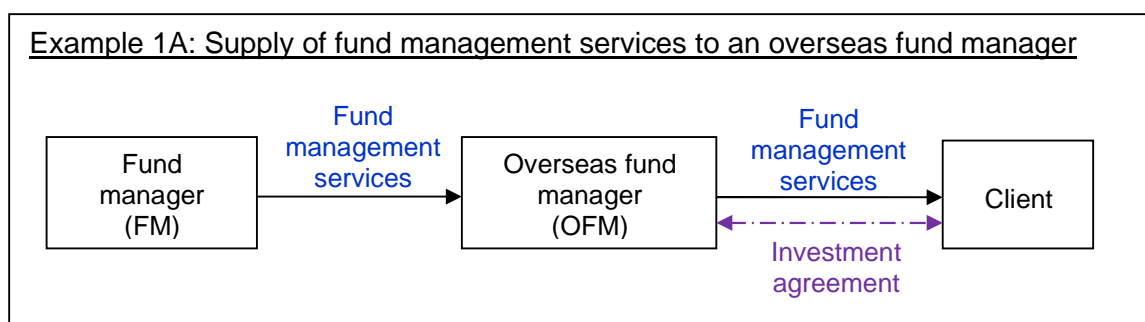 Example 1A: Supply of fund management services to an overseas fund manager
Fund
manager
(FM)
Fund
management
services
Overseas fund
manager
(OFM)
Fund
management
services
Investment
agreement
Client